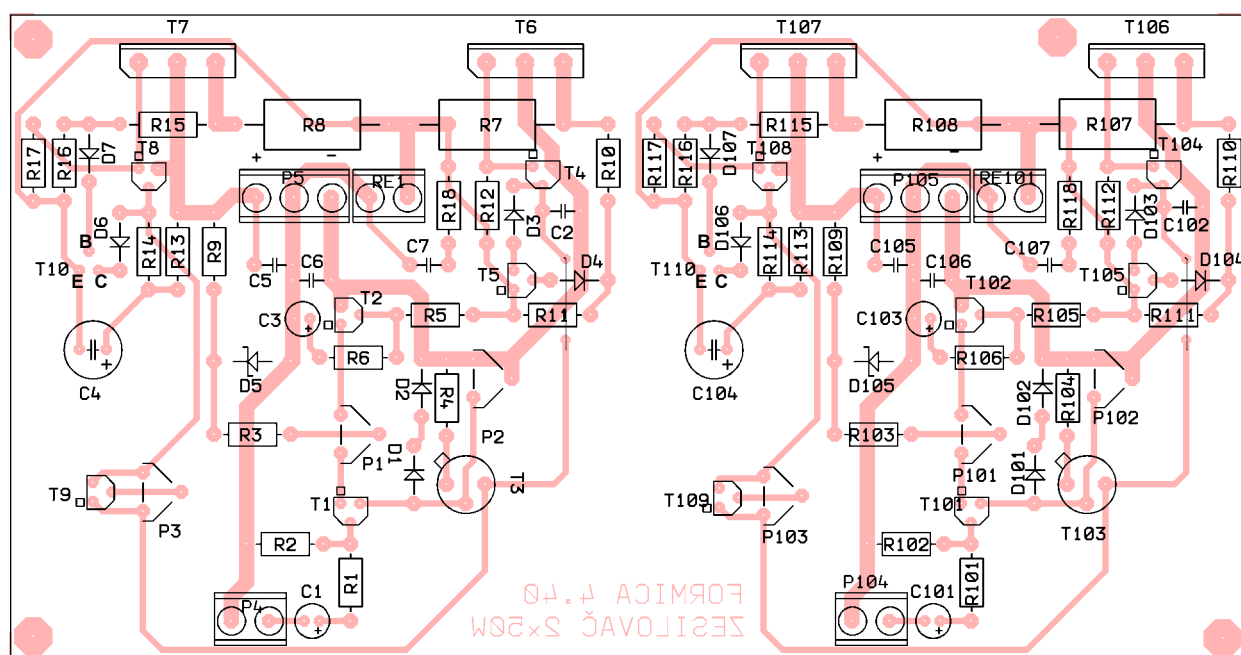 T7 T6 T107 T106
R15 R8 R7 R115 R108 R107
R17 R16 D7 T8 + − T4 R10 R117 R116 D107 T108 + − T104 R110
P5 RE1 R18 R12 D3 C2 P105 RE101 R118 R112 D103 C102
B D6 R14 R13 R9 C7 B D106 R114 R113 R109 C105 C107
T10 E C C5 C6 T5 D4 T110 E C C106 T105 D104
C3 + T2 R5 R11 C103 + T102 R105 R111
C4 + D5 R6 D2 R4 C104 + D105 R106 D102 R104
R3 P1 D1 P2 R103 P101 D101 P102
T9 P3 T1 T3 T109 P103 T101 T103
R2 R102
P4 C1 + R1 P104 C101 + R101
FORMICA 4.40
ZESILOVAČ 2×50W